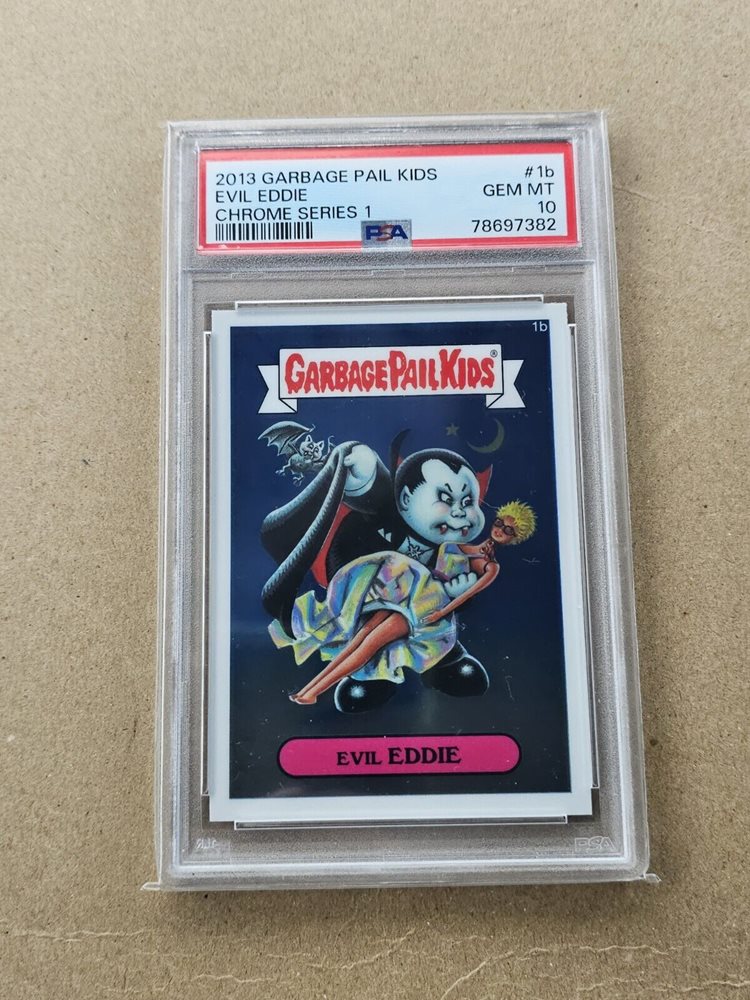 2013 GARBAGE PAIL KIDS #1b
EVIL EDDIE GEM MT
CHROME SERIES 1 10
PSA 78697382
1b
GARBAGE PAIL KIDS®
EVIL EDDIE
PSA